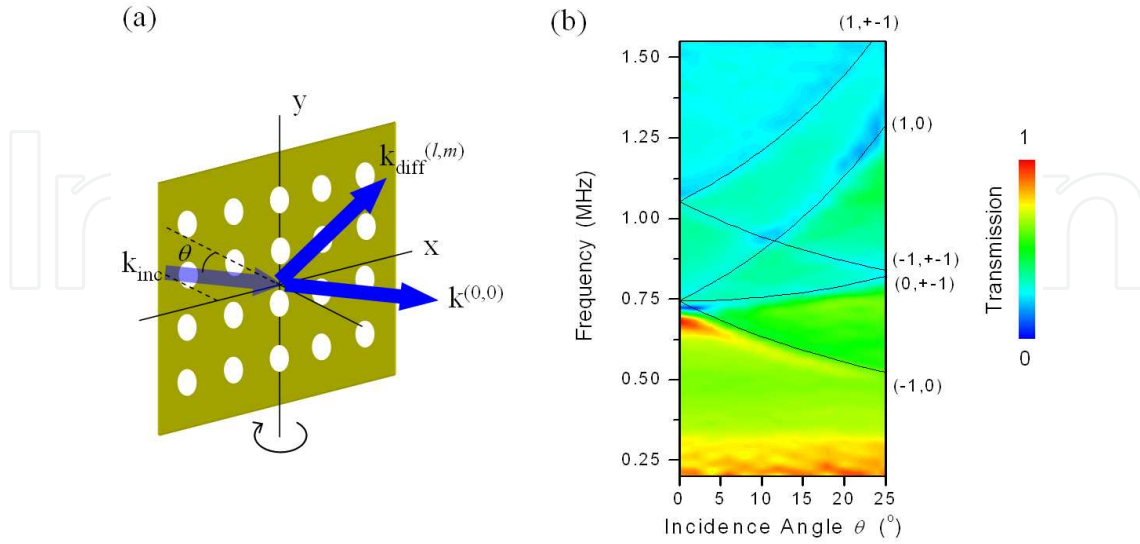 (a)
y
k_diff^(l,m)
x
θ
k_inc
k^(0,0)
(b)
(1,+-1)
1.50
(1,0)
1.25
1
1.00
Frequency (MHz)
(-1,+-1)
(0,+-1)
0.75
Transmission
0
0.50
(-1,0)
0.25
0 5 10 15 20 25
Incidence Angle θ (°)
In
n